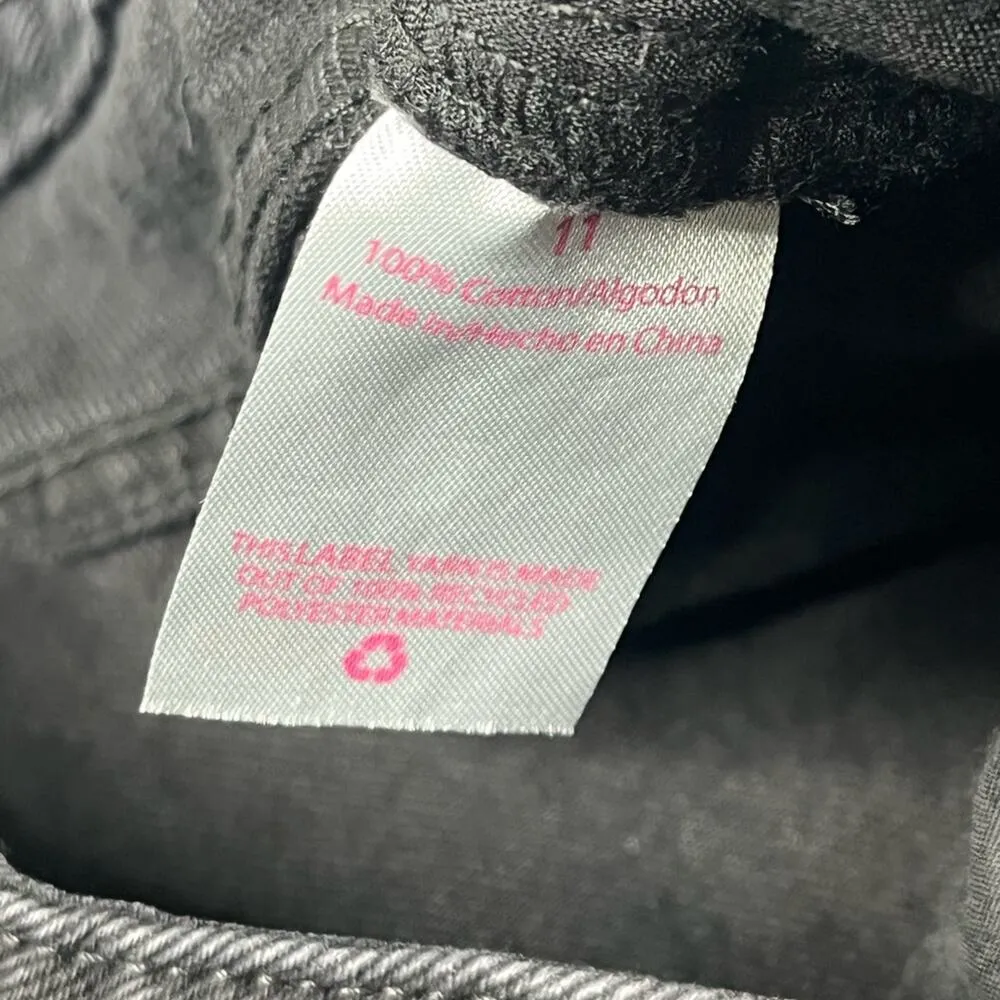 11
100% Cotton/Algodón
Made in/Hecho en China
THIS LABEL YARN IS MADE
OUT OF 100% RECYCLED
POLYESTER MATERIALS